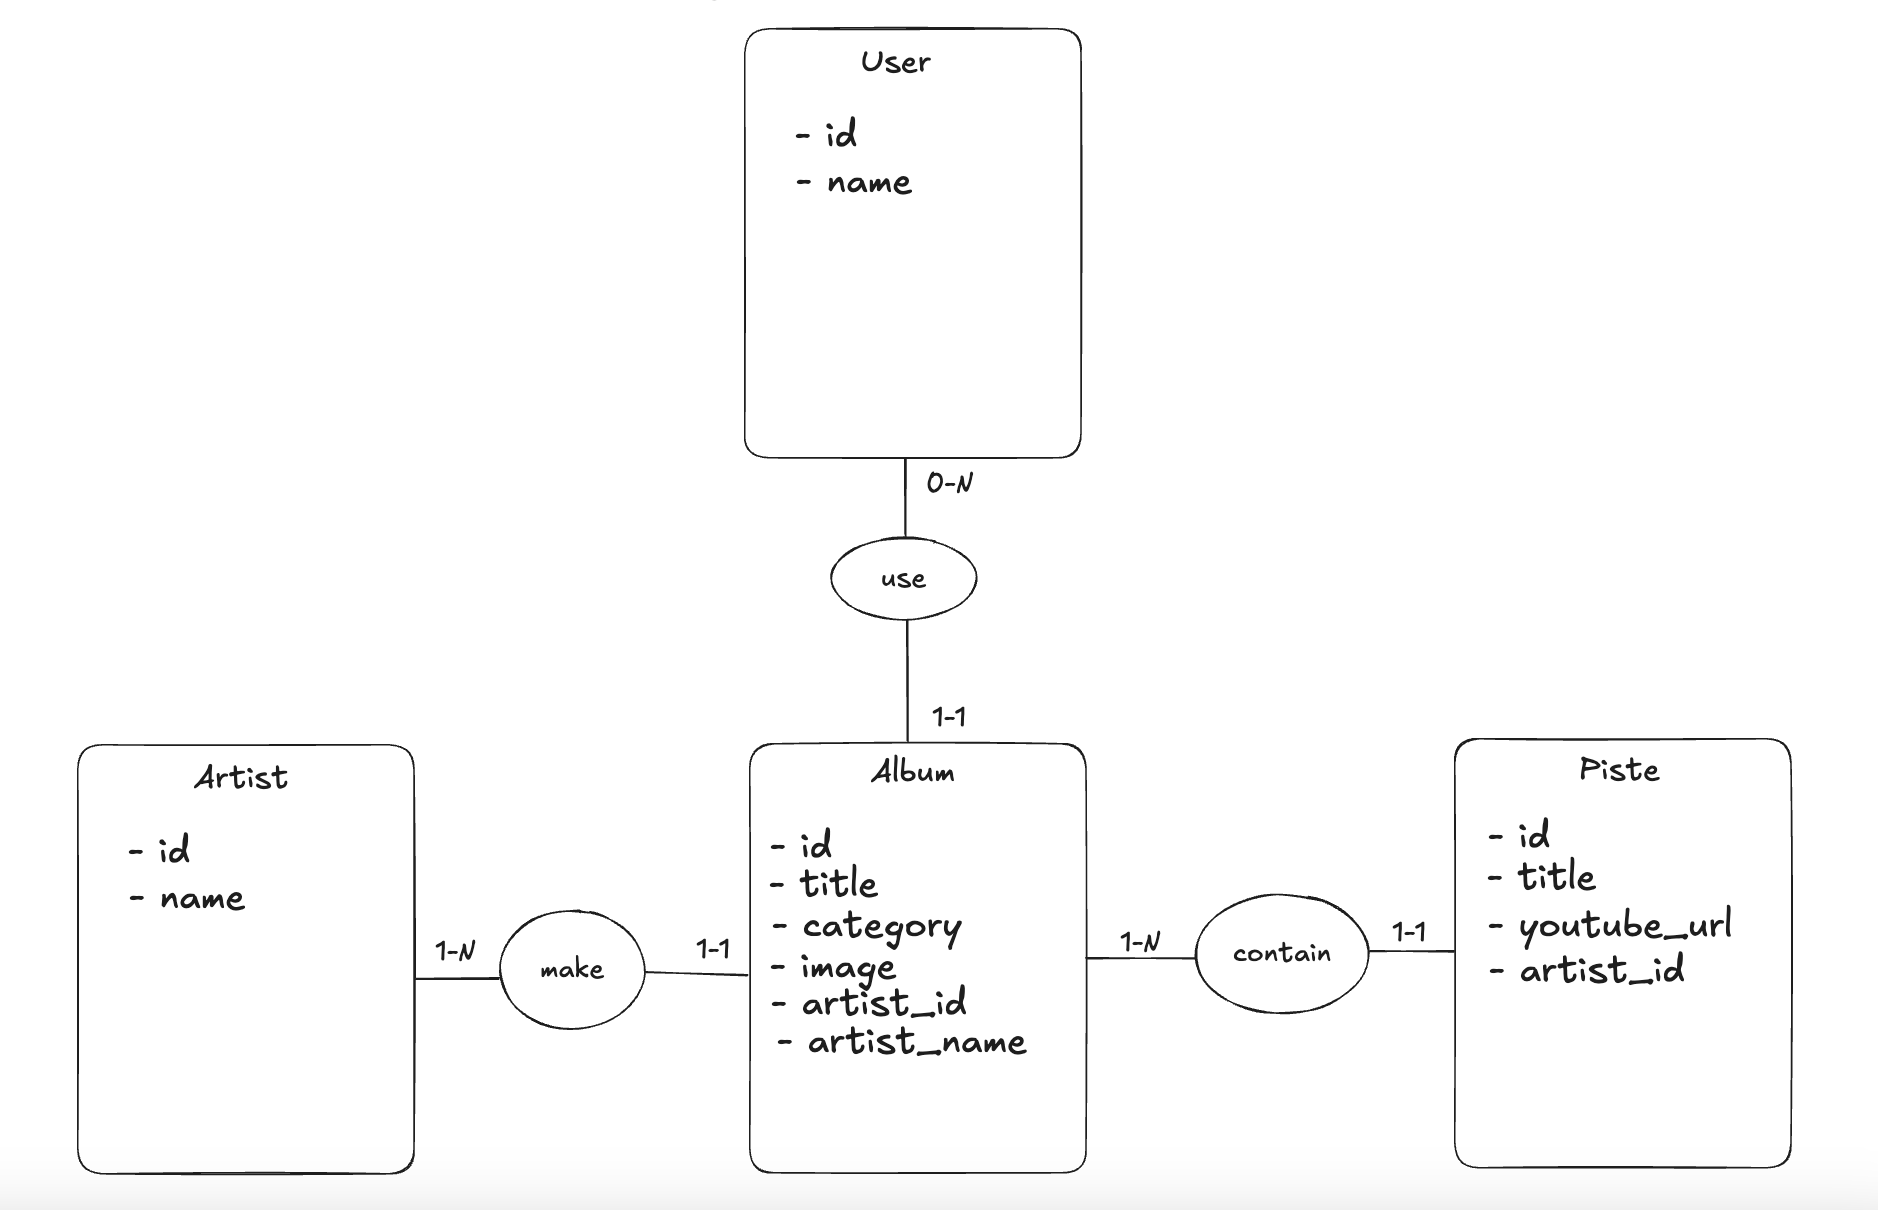 User
- id
- name
0-N
use
1-1
Artist
- id
- name
1-N
make
1-1
Album
- id
- title
- category
- image
- artist_id
- artist_name
1-N
contain
1-1
Piste
- id
- title
- youtube_url
- artist_id